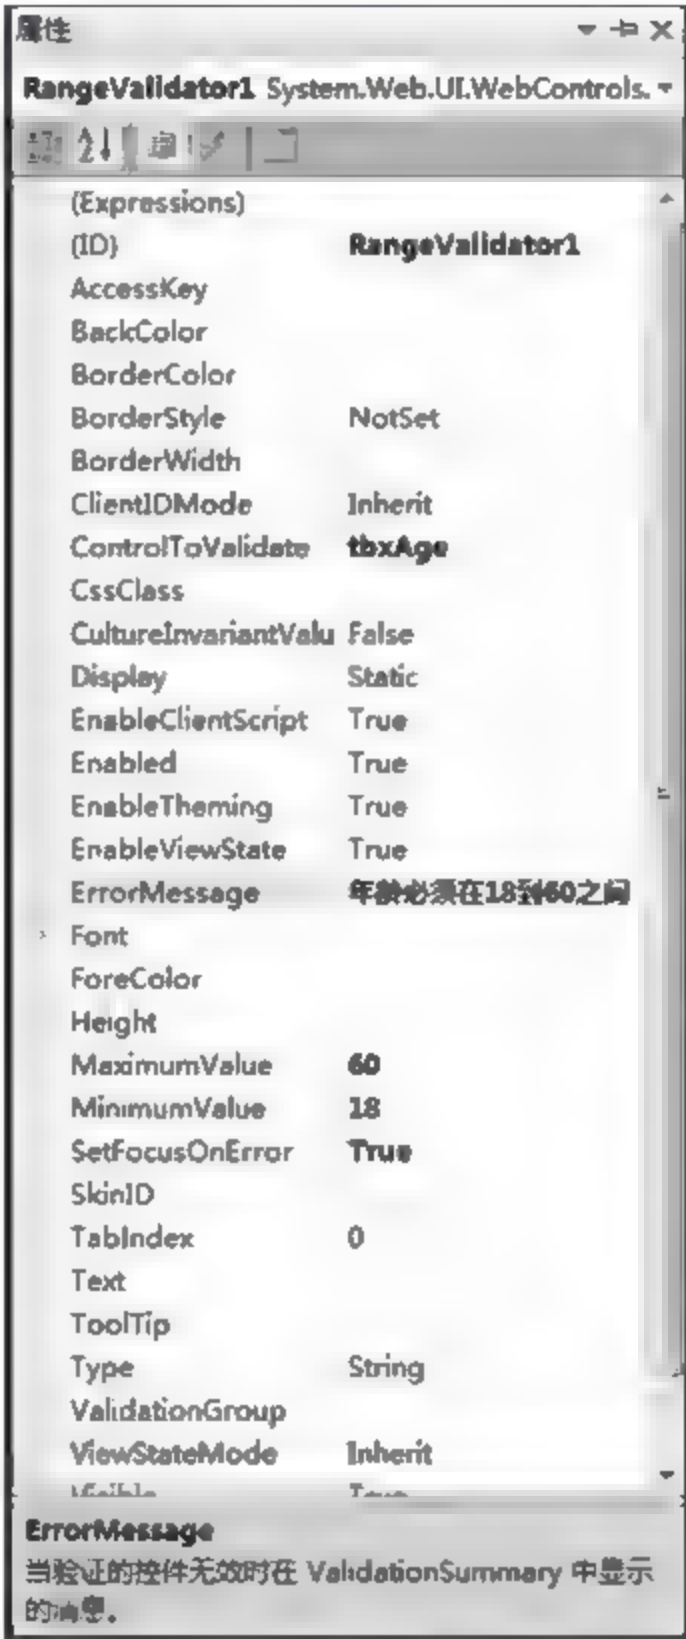 属性
RangeValidator1 System.Web.UI.WebControls.
(Expressions)
(ID) RangeValidator1
AccessKey
BackColor
BorderColor
BorderStyle NotSet
BorderWidth
ClientIDMode Inherit
ControlToValidate tbxAge
CssClass
CultureInvariantValu False
Display Static
EnableClientScript True
Enabled True
EnableTheming True
EnableViewState True
ErrorMessage 年龄必须在18到60之间
Font
ForeColor
Height
MaximumValue 60
MinimumValue 18
SetFocusOnError True
SkinID
TabIndex 0
Text
ToolTip
Type String
ValidationGroup
ViewStateMode Inherit
Visible True
ErrorMessage
当验证的控件无效时在 ValidationSummary 中显示
的消息。